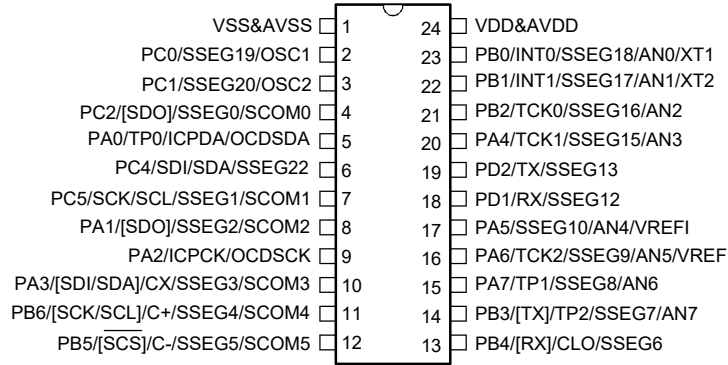 VSS&AVSS 1 24 VDD&AVDD
PC0/SSEG19/OSC1 2 23 PB0/INT0/SSEG18/AN0/XT1
PC1/SSEG20/OSC2 3 22 PB1/INT1/SSEG17/AN1/XT2
PC2/[SDO]/SSEG0/SCOM0 4 21 PB2/TCK0/SSEG16/AN2
PA0/TP0/ICPDA/OCDSDA 5 20 PA4/TCK1/SSEG15/AN3
PC4/SDI/SDA/SSEG22 6 19 PD2/TX/SSEG13
PC5/SCK/SCL/SSEG1/SCOM1 7 18 PD1/RX/SSEG12
PA1/[SDO]/SSEG2/SCOM2 8 17 PA5/SSEG10/AN4/VREFI
PA2/ICPCK/OCDSCK 9 16 PA6/TCK2/SSEG9/AN5/VREF
PA3/[SDI/SDA]/CX/SSEG3/SCOM3 10 15 PA7/TP1/SSEG8/AN6
PB6/[SCK/SCL]/C+/SSEG4/SCOM4 11 14 PB3/[TX]/TP2/SSEG7/AN7
PB5/[SCS]/C-/SSEG5/SCOM5 12 13 PB4/[RX]/CLO/SSEG6